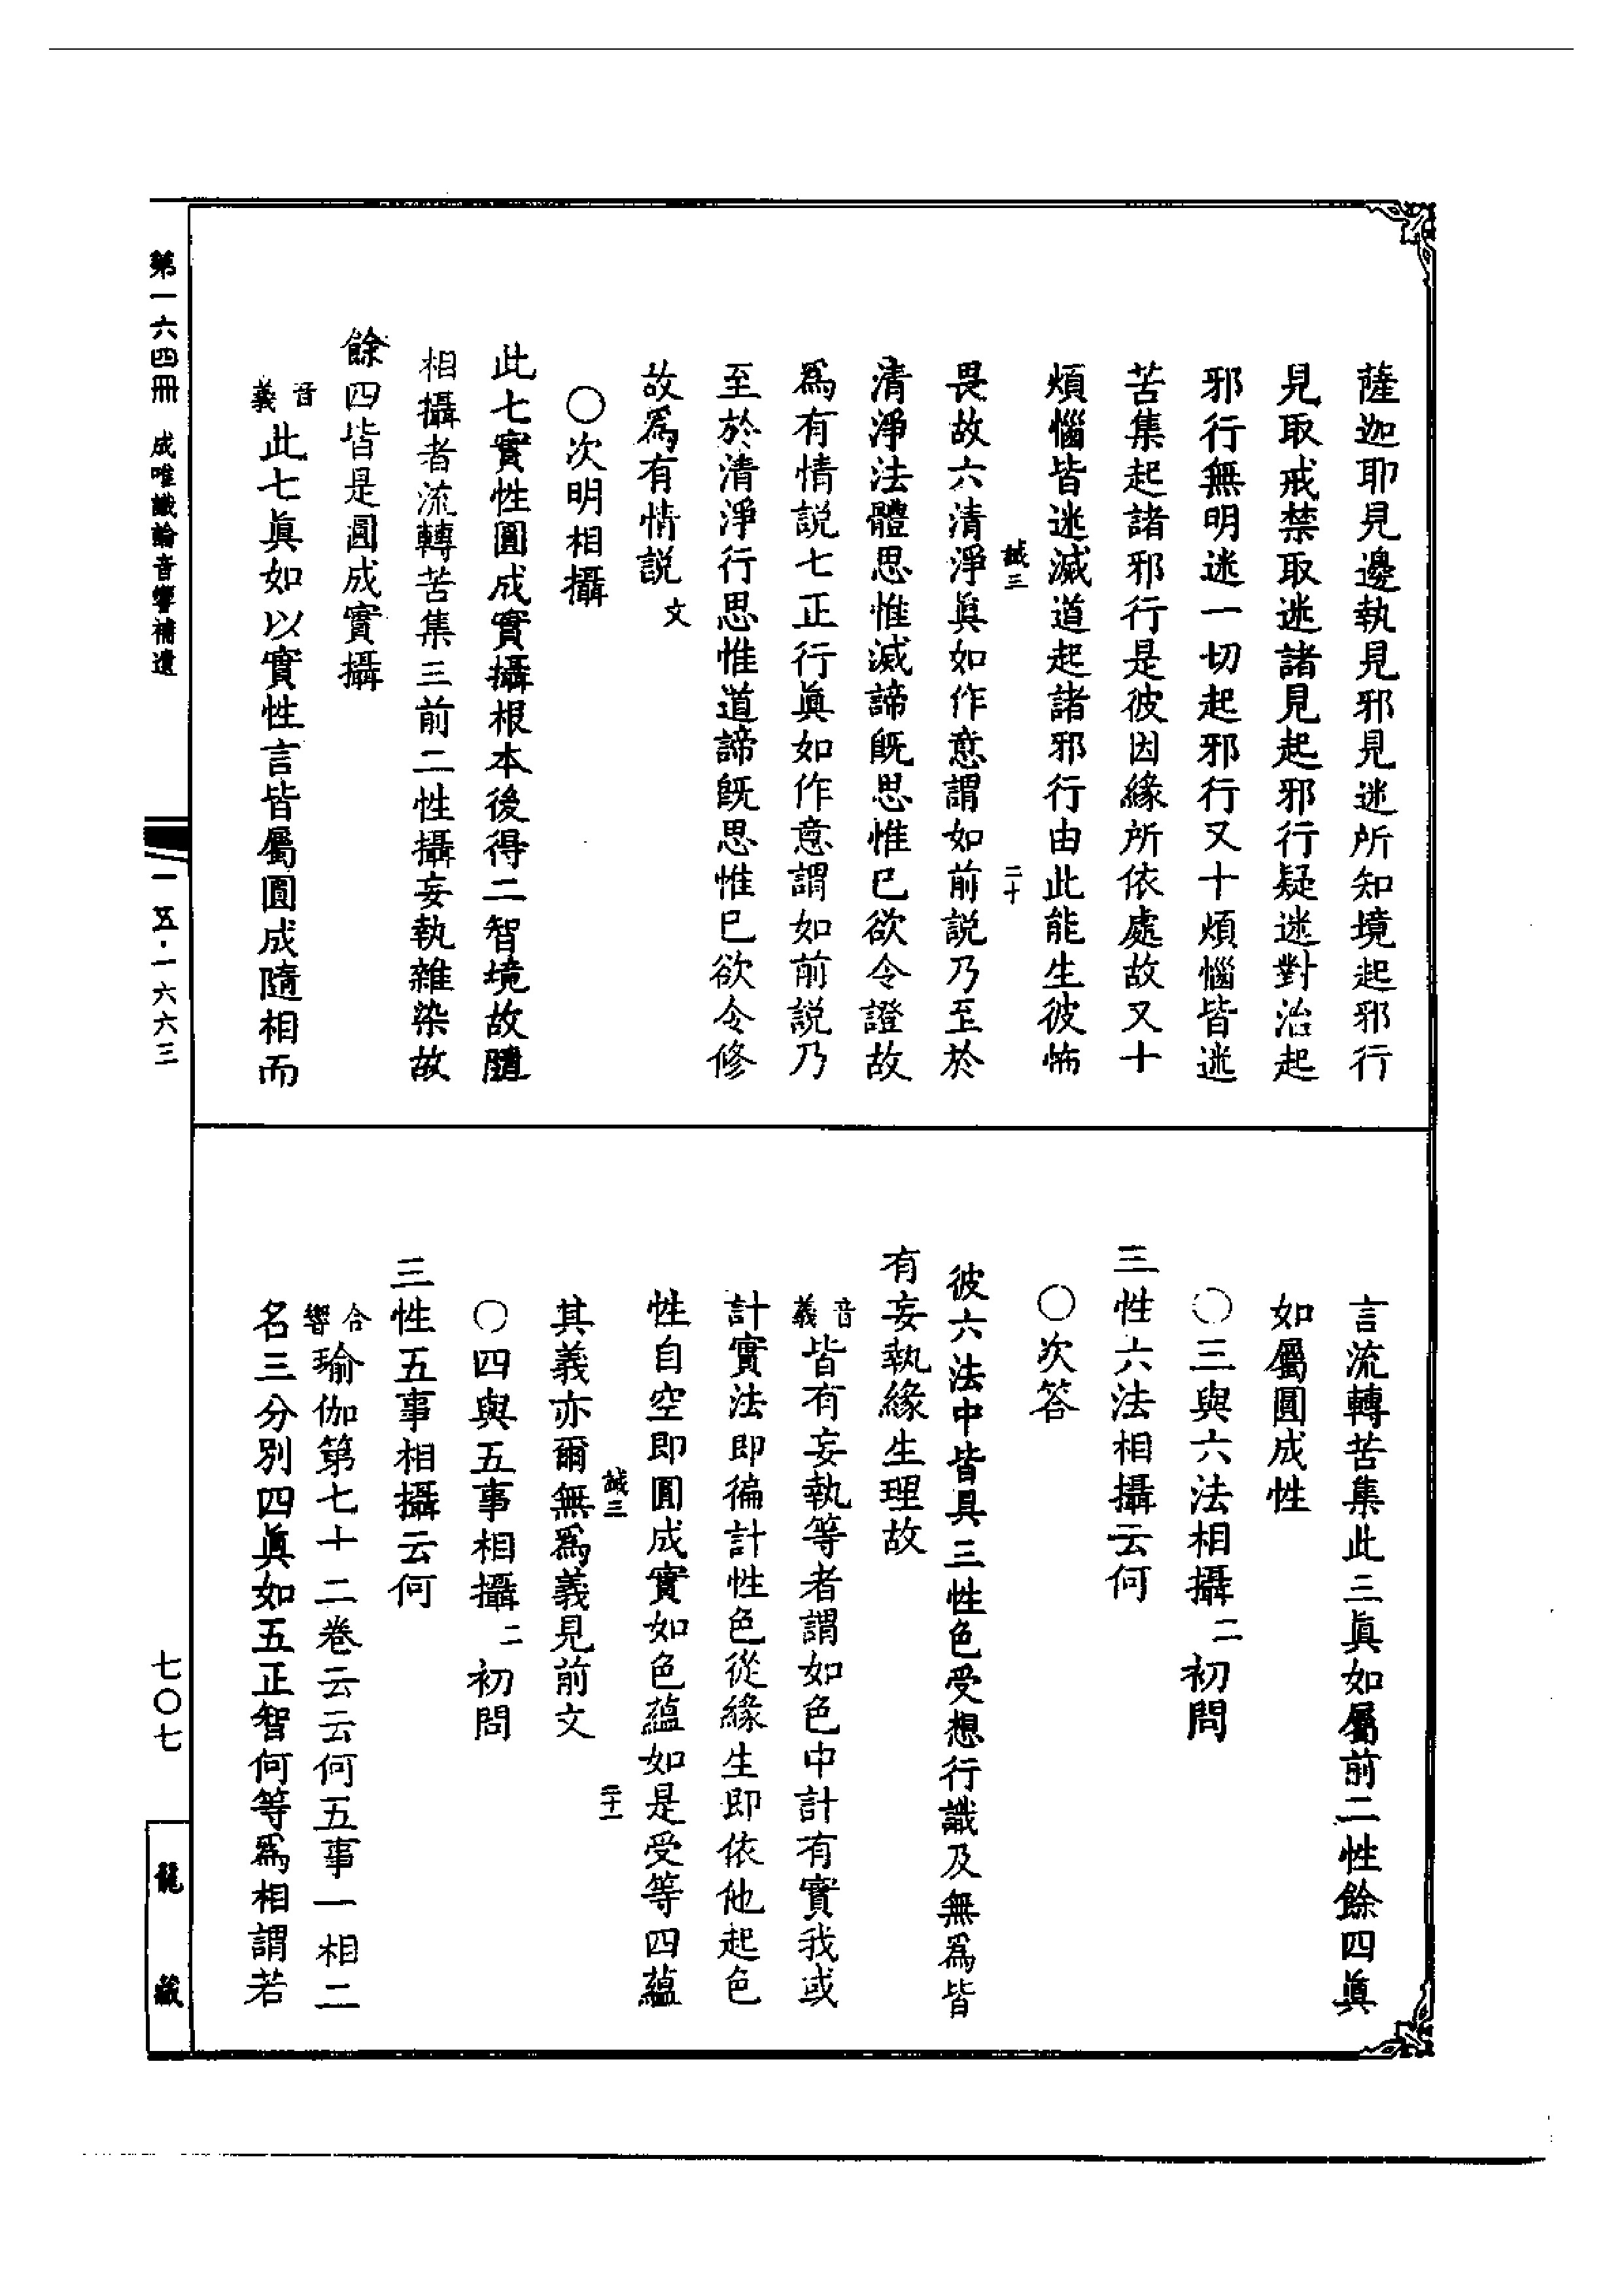 薩迦耶見邊執見邪見迷所知境起邪行
見取戒禁取迷諸見起邪行疑迷對治起
邪行無明迷一切起邪行又十煩惱皆迷
苦集起諸邪行是彼因緣所依處故又十
煩惱皆迷滅道起諸邪行由此能生彼怖
誠三 二十
畏故六清淨眞如作意謂如前說乃至於
清淨法體思惟滅諦既思惟已欲令證故
爲有情說七正行眞如作意謂如前說乃
至於清淨行思惟道諦既思惟已欲令修
故爲有情說文
〇次明相攝
此七實性圓成實攝根本後得二智境故隨
相攝者流轉苦集三前二性攝妄執雜染故
餘四皆是圓成實攝
音義此七眞如以實性言皆屬圓成隨相而
言流轉苦集此三眞如屬前二性餘四眞
如屬圓成性
〇三與六法相攝二初問
三性六法相攝云何
〇次答
彼六法中皆具三性色受想行識及無爲皆
有妄執緣生理故
音義皆有妄執等者謂如色中計有實我或
計實法即徧計性色從緣生即依他起色
性自空即圓成實如色蘊如是受等四蘊
誠三 二十一
其義亦爾無爲義見前文
〇四與五事相攝二初問
三性五事相攝云何
合響瑜伽第七十二卷云云何五事一相二
名三分別四眞如五正智何等爲相謂若
第一六四冊 成唯識論音響補遺
一五·一六六三
七〇七
龍藏